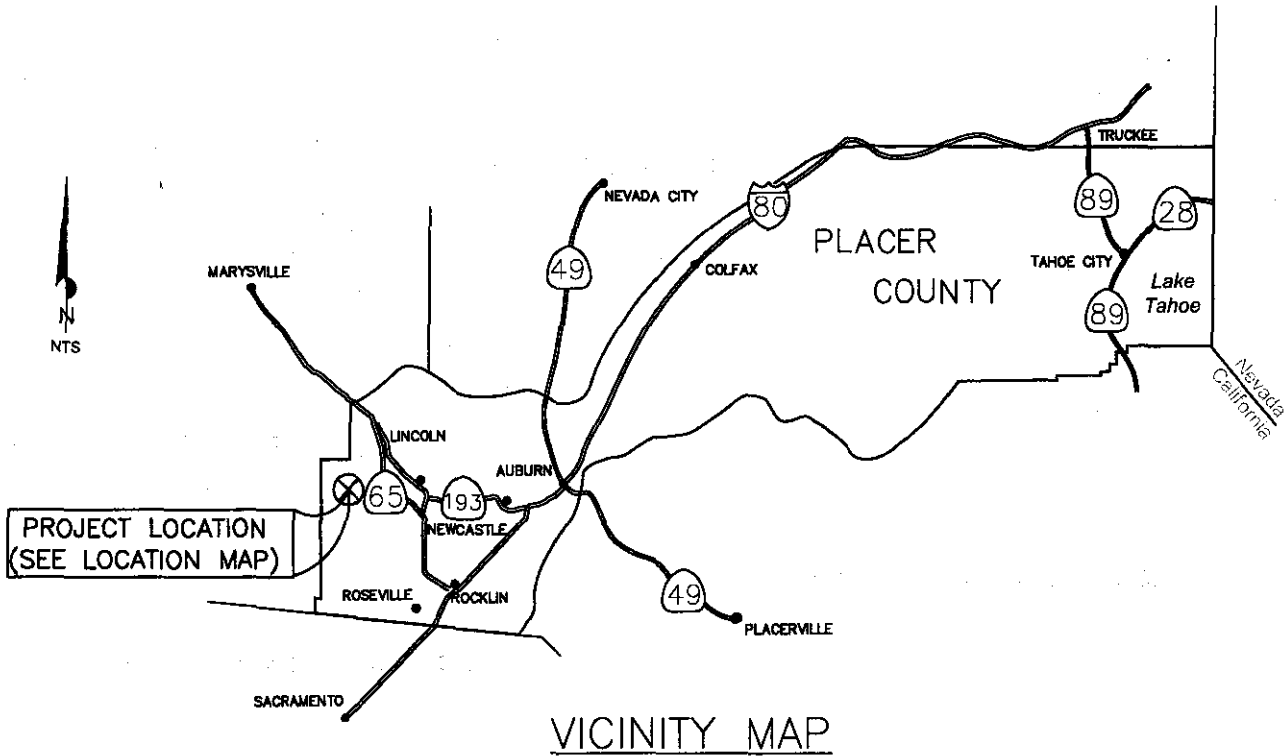 TRUCKEE
NEVADA CITY
80
89
28
49
PLACER
COUNTY
COLFAX
TAHOE CITY
MARYSVILLE
Lake
Tahoe
89
N
NTS
Nevada
California
LINCOLN
AUBURN
65
193
PROJECT LOCATION
(SEE LOCATION MAP)
NEWCASTLE
ROSEVILLE
ROCKLIN
49
PLACERVILLE
SACRAMENTO
VICINITY MAP